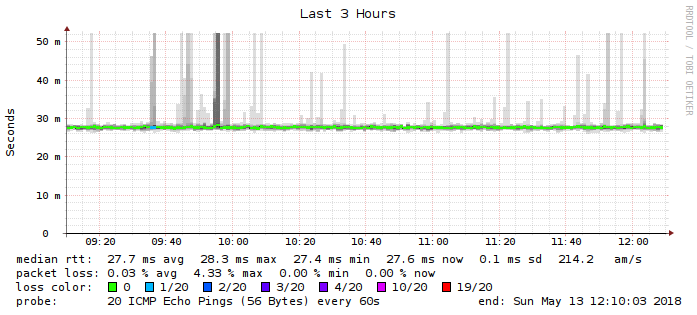 Last 3 Hours
RRDTOOL / TOBI OETIKER
Seconds
50 m
40 m
30 m
20 m
10 m
0
09:20 09:40 10:00 10:20 10:40 11:00 11:20 11:40 12:00
median rtt: 27.7 ms avg 28.3 ms max 27.4 ms min 27.6 ms now 0.1 ms sd 214.2 am/s
packet loss: 0.03 % avg 4.33 % max 0.00 % min 0.00 % now
loss color: 0 1/20 2/20 3/20 4/20 10/20 19/20
probe: 20 ICMP Echo Pings (56 Bytes) every 60s end: Sun May 13 12:10:03 2018